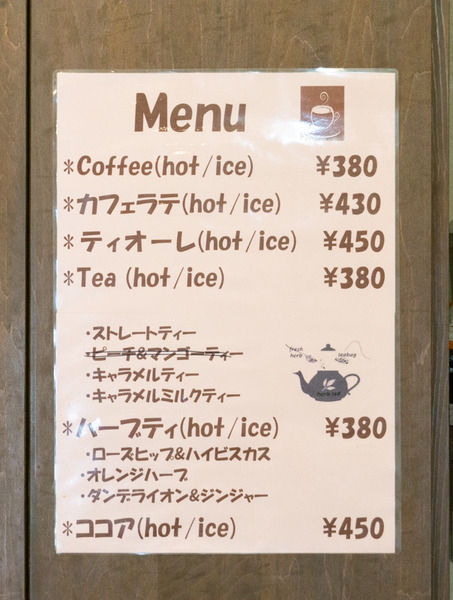 Menu
*Coffee(hot/ice) ¥380
*カフェラテ(hot/ice) ¥430
*ティオーレ(hot/ice) ¥450
*Tea (hot/ice) ¥380
・ストレートティー
・ピーチ&マンゴーティー
・キャラメルティー
・キャラメルミルクティー
fresh herb
teabag
herb tea
*ハーブティ(hot/ice) ¥380
・ローズヒップ&ハイビスカス
・オレンジハーブ
・ダンデライオン&ジンジャー
*ココア(hot/ice) ¥450